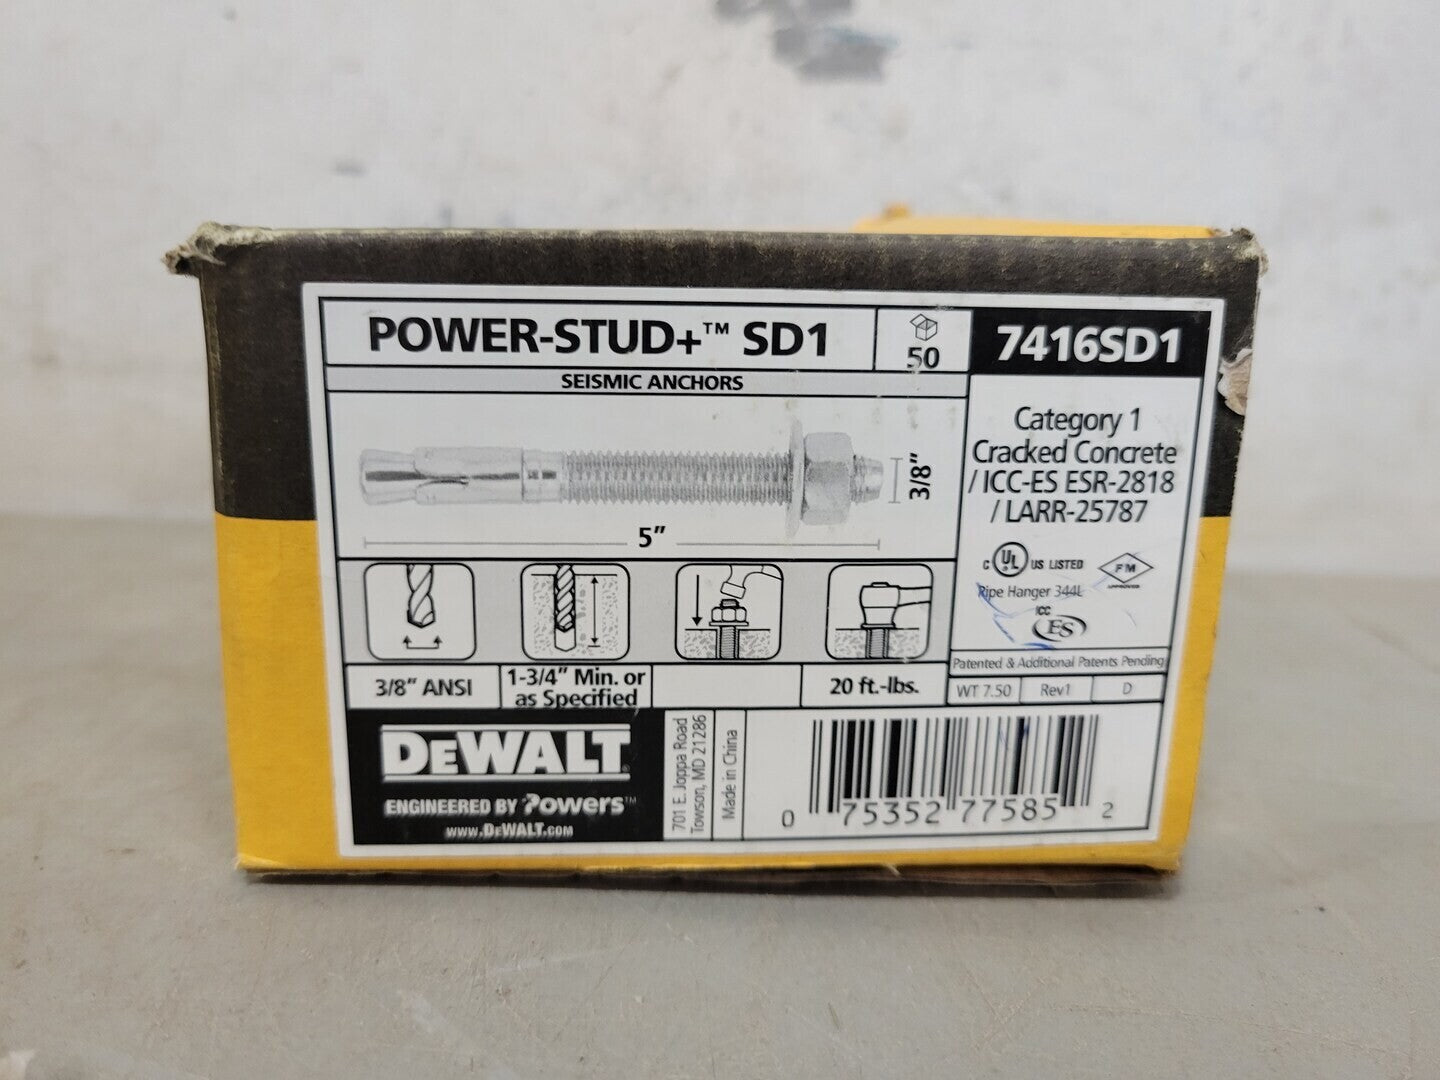 POWER-STUD+™ SD1
50
7416SD1
SEISMIC ANCHORS
3/8"
5"
Category 1
Cracked Concrete
/ ICC-ES ESR-2818
/ LARR-25787
C UL US LISTED
FM
APPROVED
Pipe Hanger 344L
ICC
ES
3/8" ANSI
1-3/4" Min. or
as Specified
20 ft.-lbs.
Patented & Additional Patents Pending
WT 7.50 Rev1 D
DEWALT
ENGINEERED BY Powers™
www.DEWALT.com
701 E. Joppa Road
Towson, MD 21286
Made in China
0 75352 77585 2